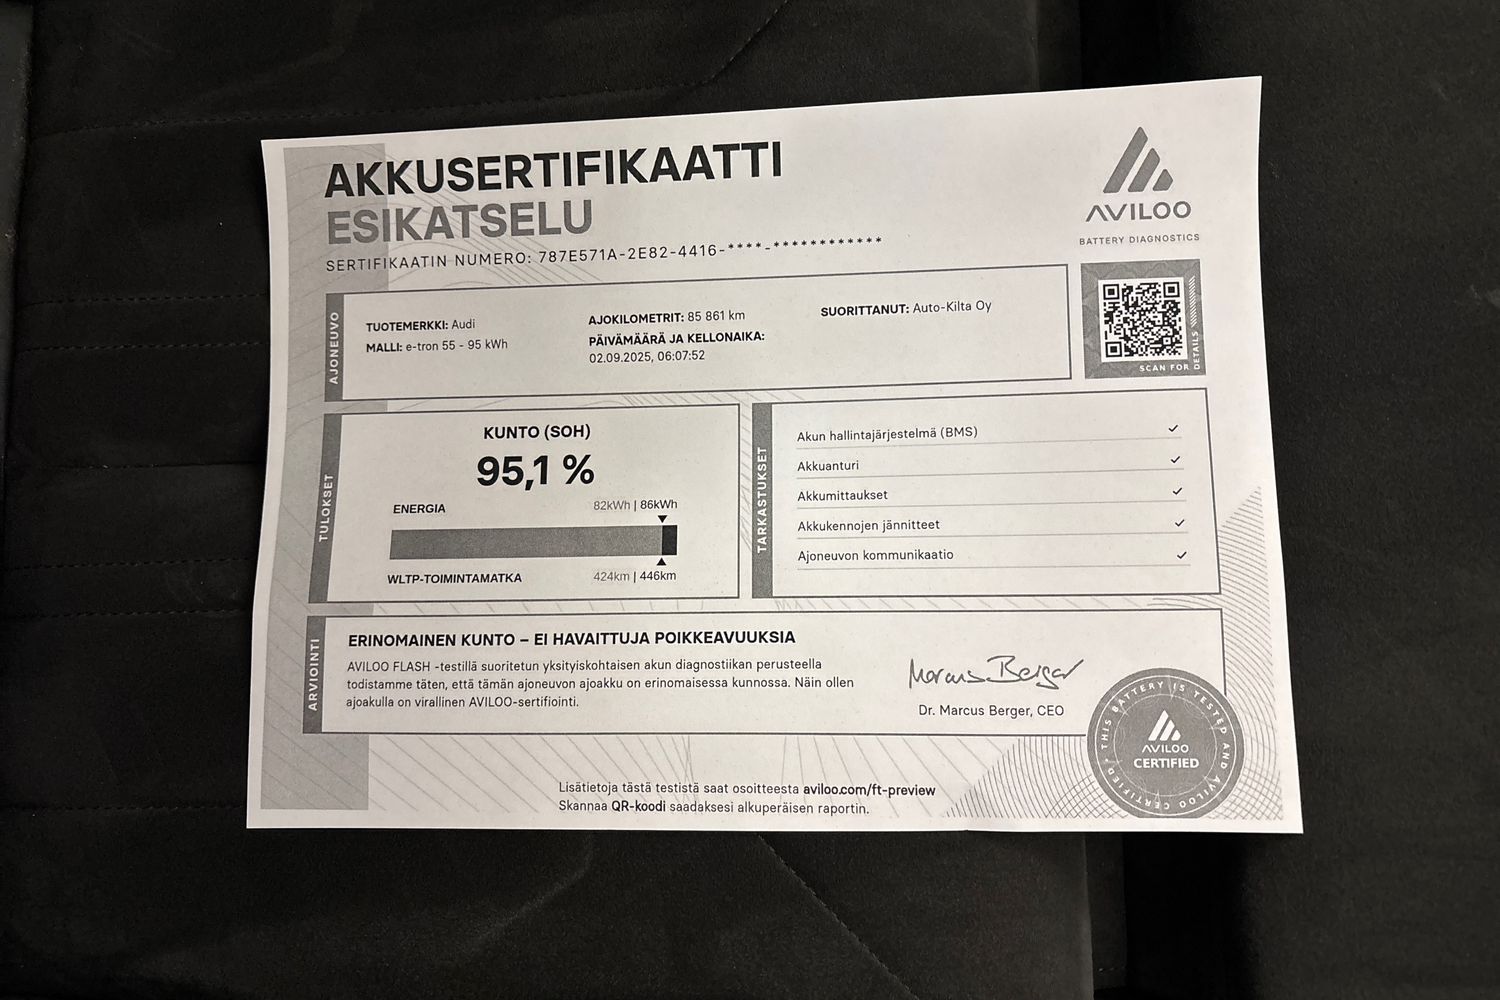 AKKUSERTIFIKAATTI
ESIKATSELU
SERTIFIKAATIN NUMERO: 787E571A-2E82-4416-****-************
AVILOO
BATTERY DIAGNOSTICS
SCAN FOR DETAILS
AJONEUVO
TUOTEMERKKI: Audi
MALLI: e-tron 55 - 95 kWh
AJOKILOMETRIT: 85 861 km
PÄIVÄMÄÄRÄ JA KELLONAIKA:
02.09.2025, 06:07:52
SUORITTANUT: Auto-Kilta Oy
TULOKSET
KUNTO (SOH)
95,1 %
ENERGIA
82kWh | 86kWh
WLTP-TOIMINTAMATKA
424km | 446km
TARKASTUKSET
Akun hallintajärjestelmä (BMS)
Akkuanturi
Akkumittaukset
Akkukennojen jännitteet
Ajoneuvon kommunikaatio
ARVIOINTI
ERINOMAINEN KUNTO – EI HAVAITTUJA POIKKEAVUUKSIA
AVILOO FLASH -testillä suoritetun yksityiskohtaisen akun diagnostiikan perusteella
todistamme täten, että tämän ajoneuvon ajoakku on erinomaisessa kunnossa. Näin ollen
ajoakulla on virallinen AVILOO-sertifiointi.
Marcus Berger
Dr. Marcus Berger, CEO
THIS BATTERY IS TESTED AND AVILOO CERTIFIED
AVILOO
CERTIFIED
Lisätietoja tästä testistä saat osoitteesta aviloo.com/ft-preview
Skannaa QR-koodi saadaksesi alkuperäisen raportin.